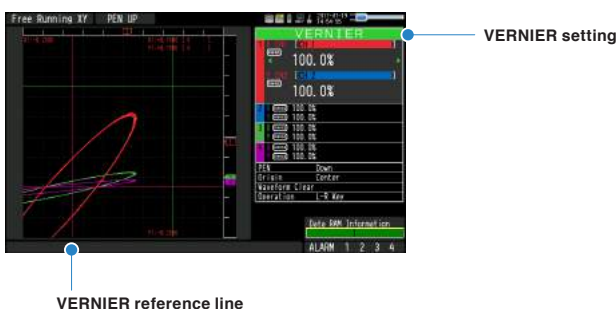 Free Running XY PEN UP
VERNIER
VERNIER setting
100.0%
100.0%
100.0%
100.0%
100.0%
100.0%
100.0%
100.0%
PEN Down
Origin Center
Waveform Clear
Operation L-R Key
Data RAM Information
ALARM 1 2 3 4
VERNIER reference line